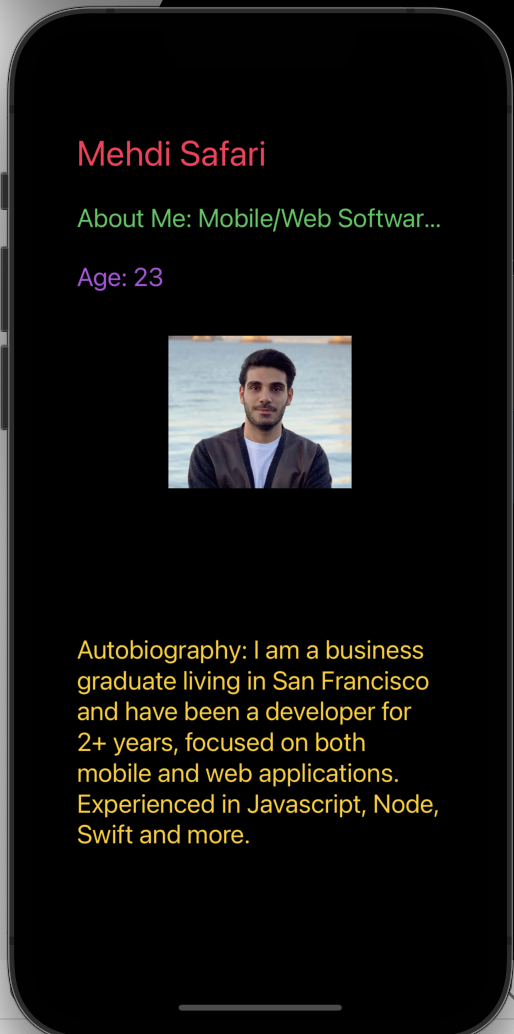 Mehdi Safari
About Me: Mobile/Web Softwar...
Age: 23
Autobiography: I am a business
graduate living in San Francisco
and have been a developer for
2+ years, focused on both
mobile and web applications.
Experienced in Javascript, Node,
Swift and more.